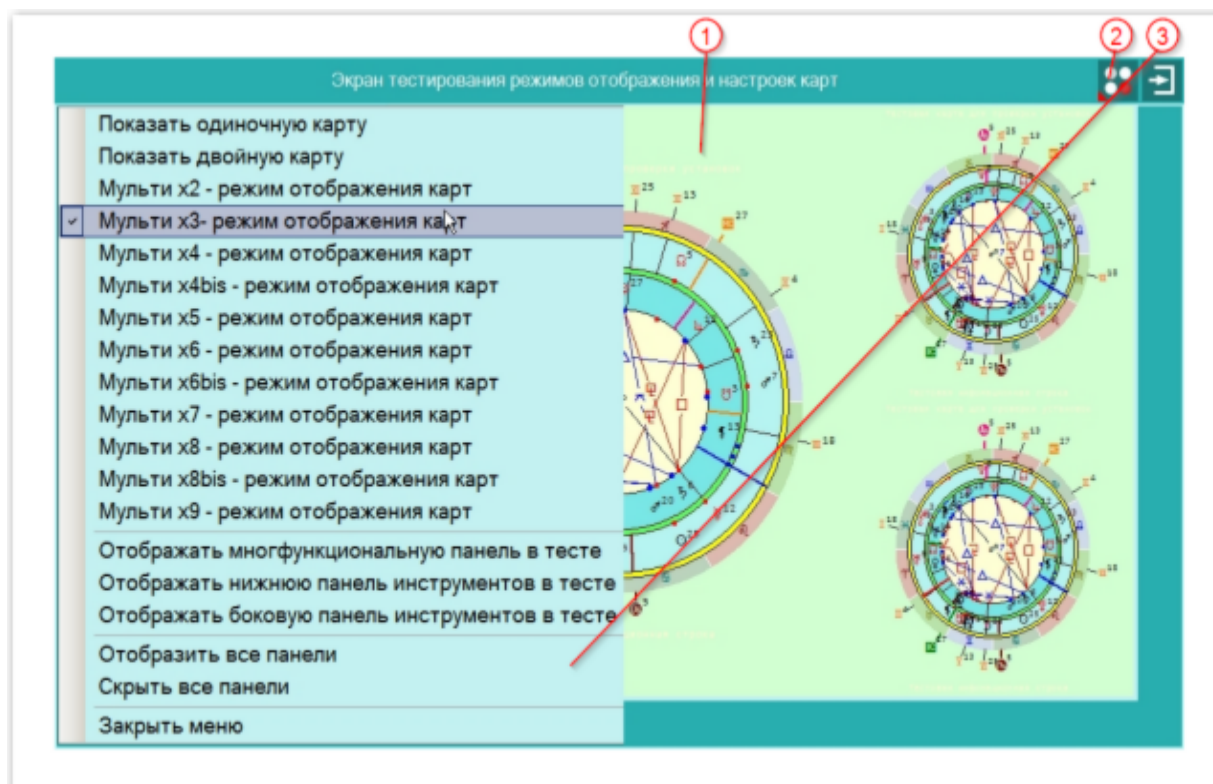 1 2 3
Экран тестирования режимов отображения и настроек карт
Показать одиночную карту
Показать двойную карту
Мульти x2 - режим отображения карт
Мульти x3- режим отображения карт
Мульти x4 - режим отображения карт
Мульти x4bis - режим отображения карт
Мульти x5 - режим отображения карт
Мульти x6 - режим отображения карт
Мульти x6bis - режим отображения карт
Мульти x7 - режим отображения карт
Мульти x8 - режим отображения карт
Мульти x8bis - режим отображения карт
Мульти x9 - режим отображения карт
Отображать многфункциональную панель в тесте
Отображать нижнюю панель инструментов в тесте
Отображать боковую панель инструментов в тесте
Отобразить все панели
Скрыть все панели
Закрыть меню